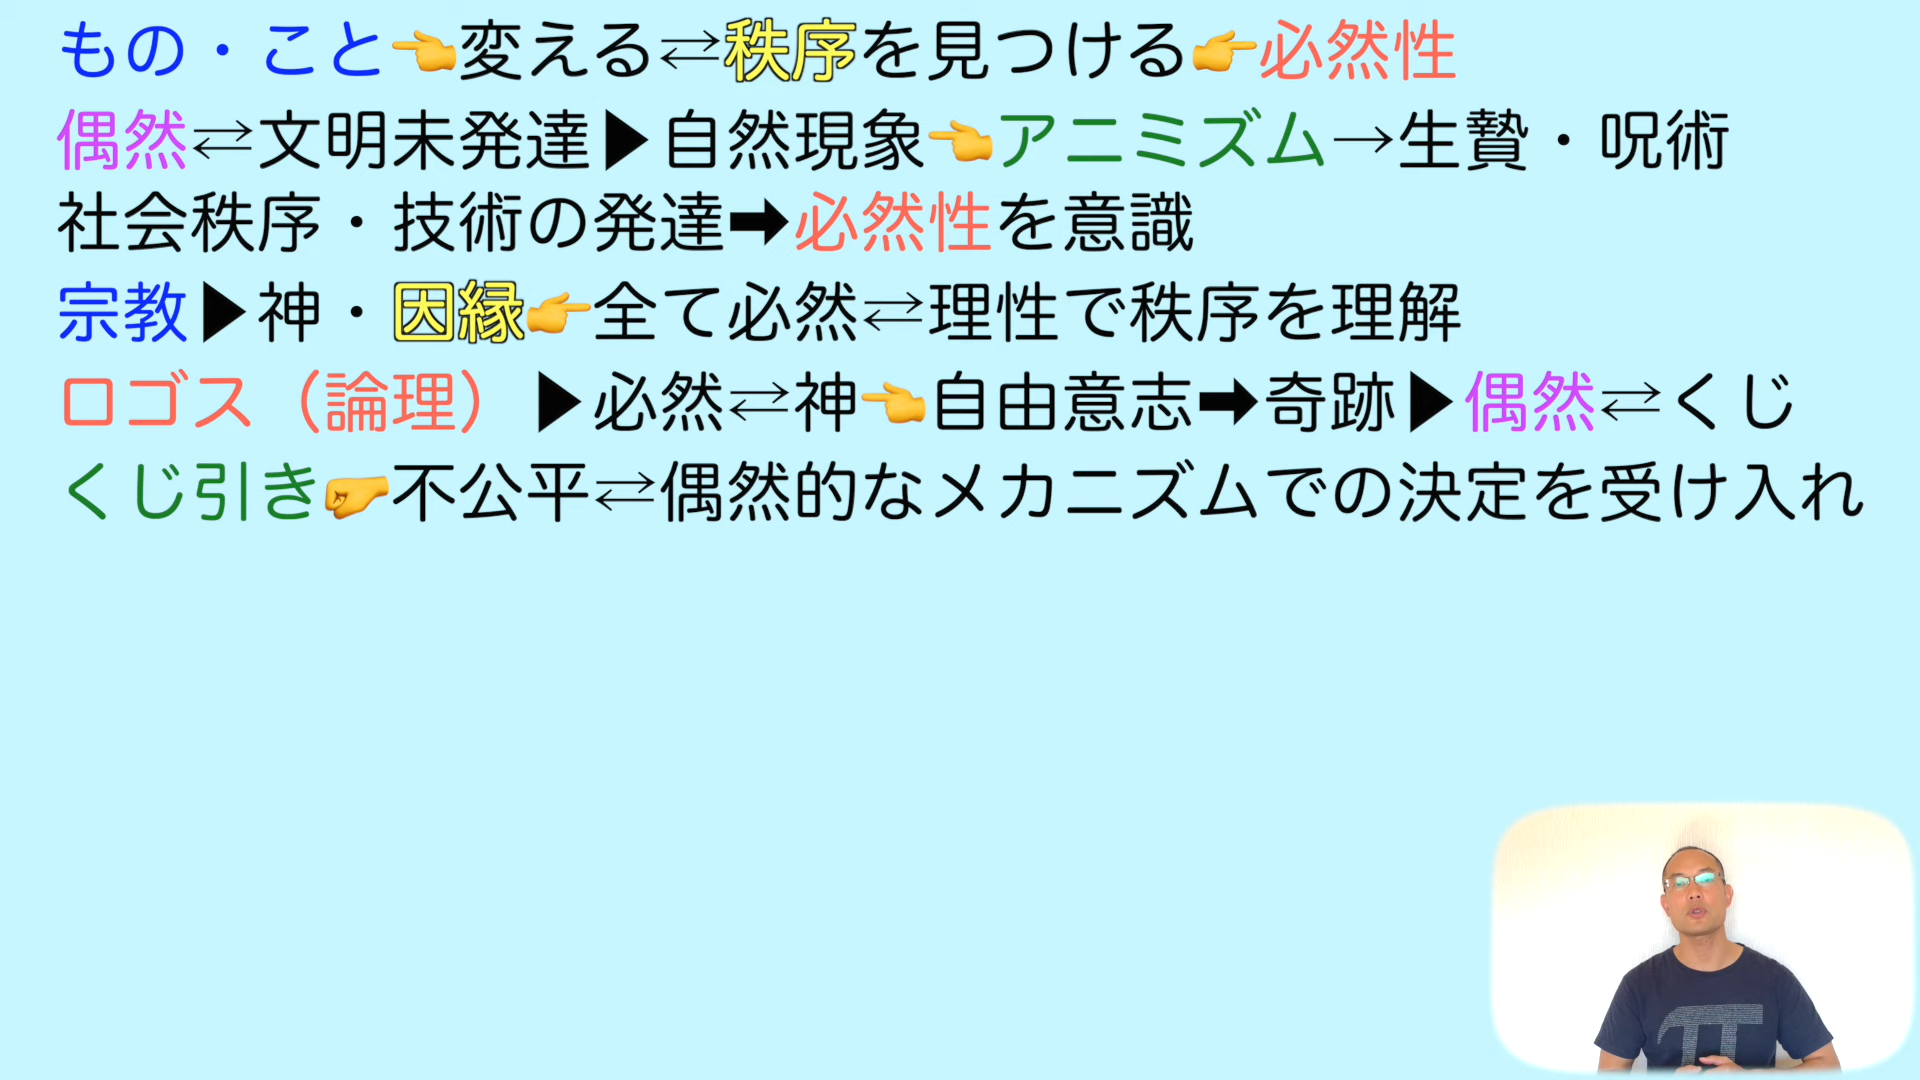 もの・こと👈変える⇄秩序を見つける👉必然性
偶然⇄文明未発達▶自然現象👈アニミズム→生贄・呪術
社会秩序・技術の発達➡必然性を意識
宗教▶神・因縁👉全て必然⇄理性で秩序を理解
ロゴス（論理）▶必然⇄神👈自由意志➡奇跡▶偶然⇄くじ
くじ引き🤛不公平⇄偶然的なメカニズムでの決定を受け入れ